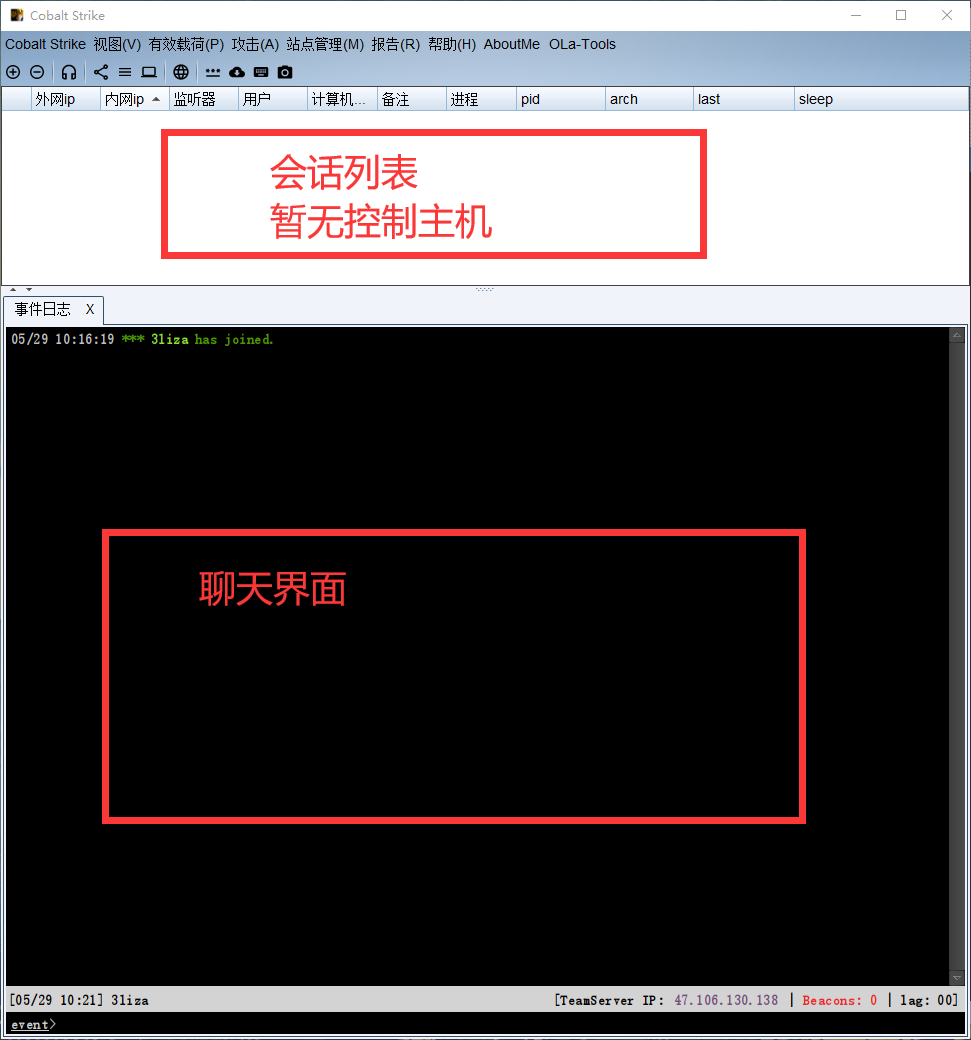 Cobalt Strike
Cobalt Strike 视图(V) 有效载荷(P) 攻击(A) 站点管理(M) 报告(R) 帮助(H) AboutMe OLa-Tools
外网ip 内网ip 监听器 用户 计算机... 备注 进程 pid arch last sleep
会话列表
暂无控制主机
事件日志 X
05/29 10:16:19 *** 3liza has joined.
聊天界面
[05/29 10:21] 3liza [TeamServer IP: 47.106.130.138 | Beacons: 0 | lag: 00]
event>